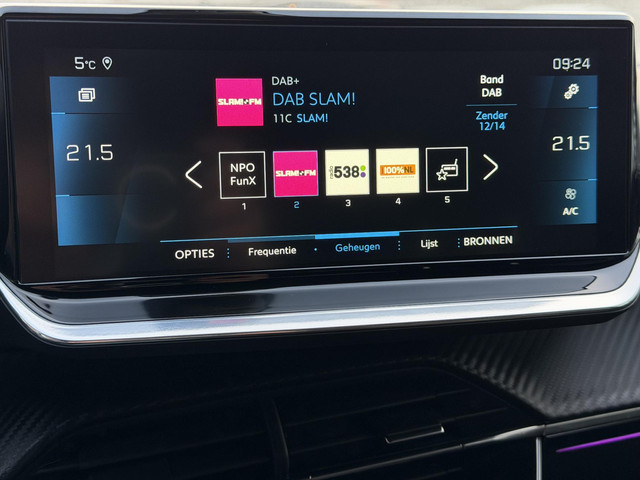 5°C
09:24
DAB+
DAB SLAM!
11C SLAM!
SLAM!FM
Band
DAB
Zender
12/14
21.5
21.5
A/C
NPO
FunX
SLAM!FM
radio
538
100%NL
1
2
3
4
5
OPTIES
Frequentie
Geheugen
Lijst
BRONNEN